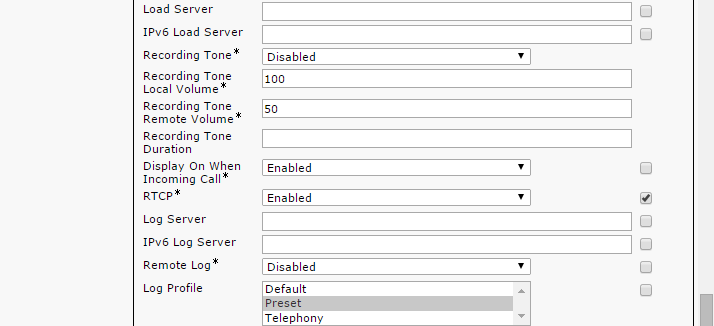 Load Server
IPv6 Load Server
Recording Tone* Disabled
Recording Tone
Local Volume* 100
Recording Tone
Remote Volume* 50
Recording Tone
Duration
Display On When
Incoming Call* Enabled
RTCP* Enabled
Log Server
IPv6 Log Server
Remote Log* Disabled
Log Profile Default
Preset
Telephony